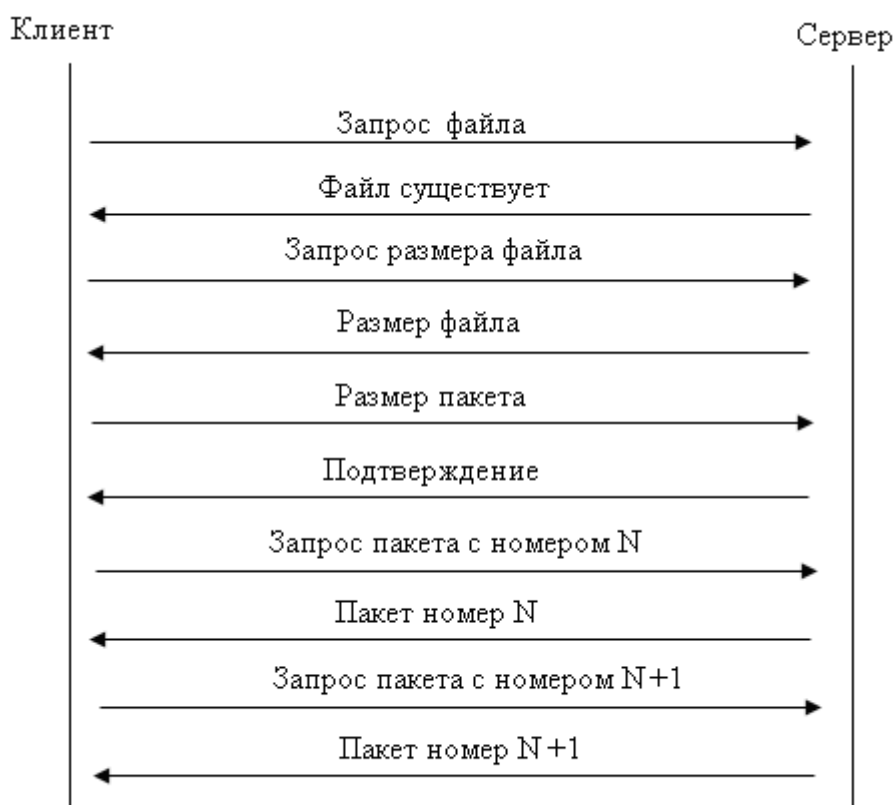 Клиент
Сервер
Запрос файла
Файл существует
Запрос размера файла
Размер файла
Размер пакета
Подтверждение
Запрос пакета с номером N
Пакет номер N
Запрос пакета с номером N+1
Пакет номер N+1